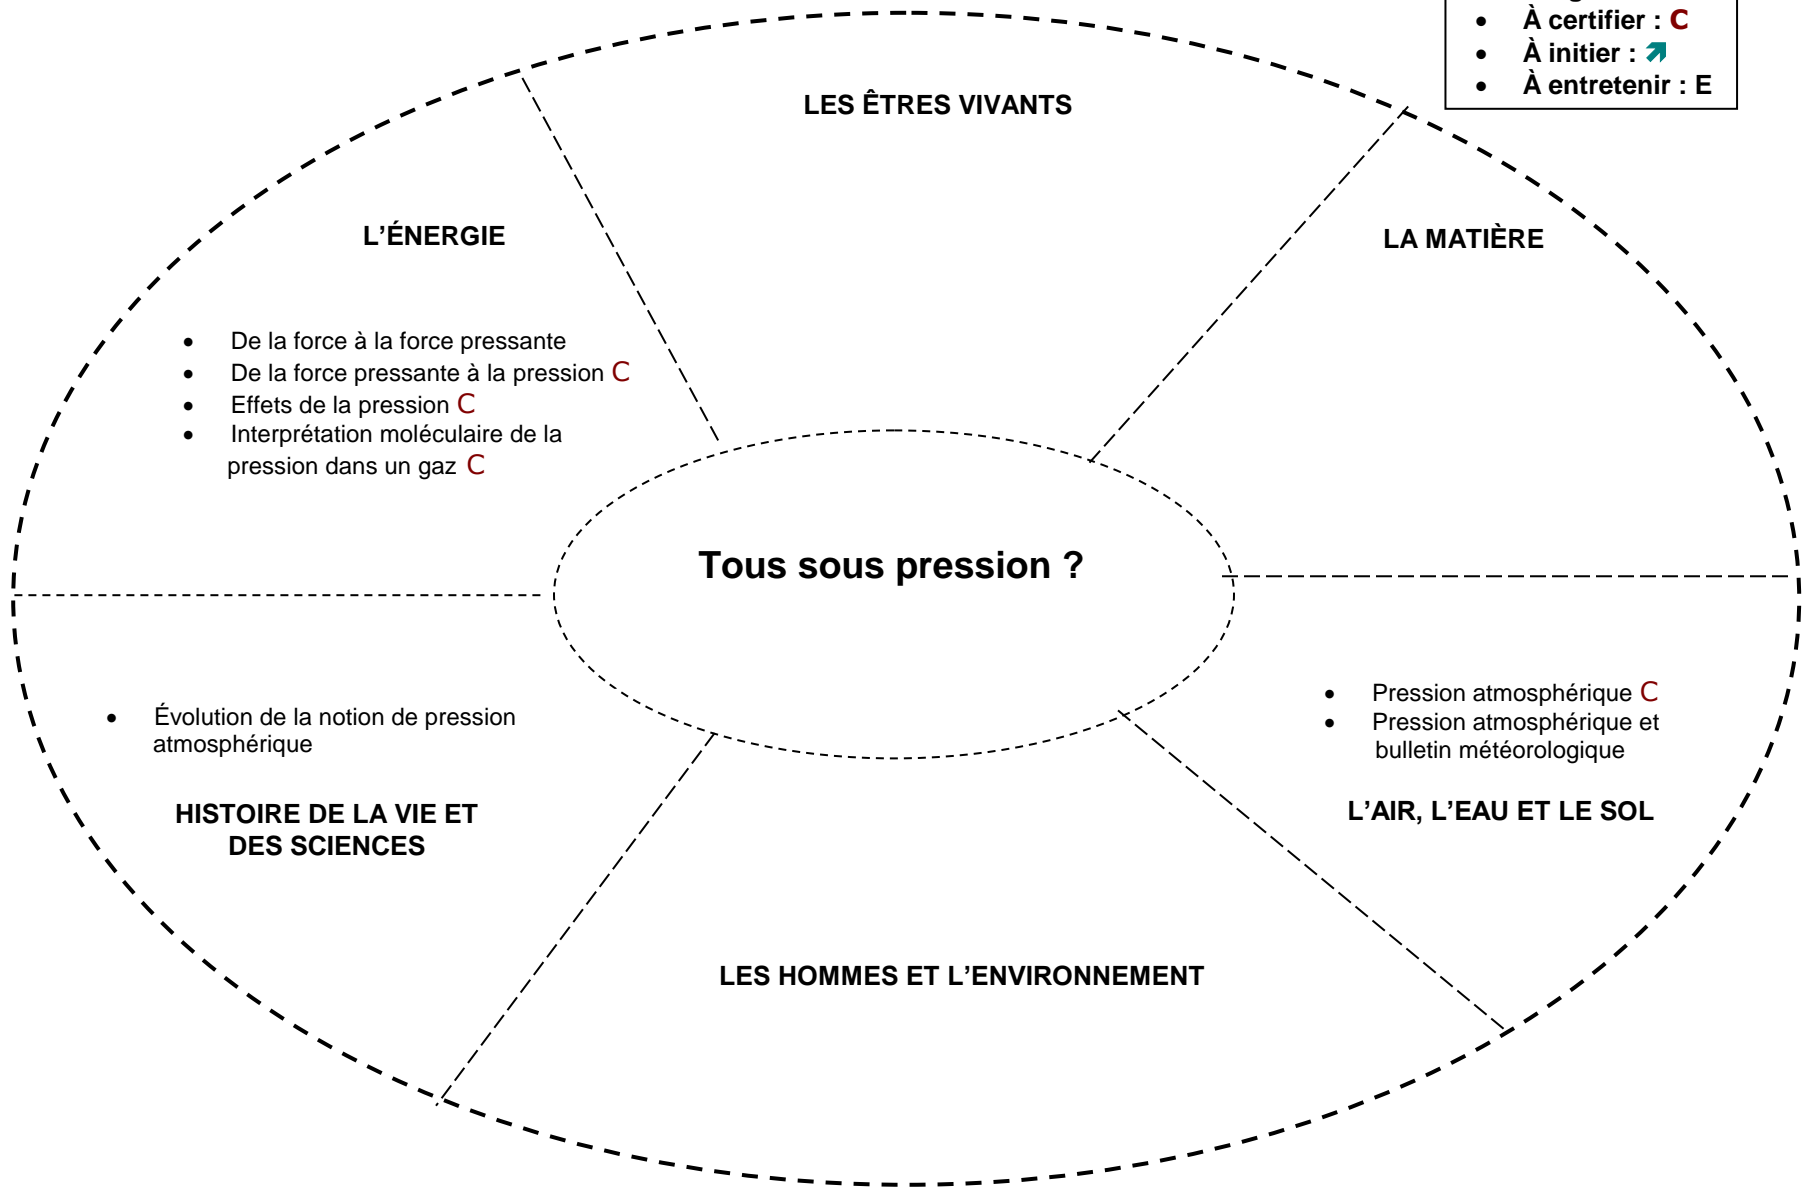 • À certifier : C
• À initier :
• À entretenir : E
LES ÊTRES VIVANTS
L’ÉNERGIE
LA MATIÈRE
• De la force à la force pressante
• De la force pressante à la pression C
• Effets de la pression C
• Interprétation moléculaire de la
pression dans un gaz C
Tous sous pression ?
• Évolution de la notion de pression
atmosphérique
HISTOIRE DE LA VIE ET
DES SCIENCES
• Pression atmosphérique C
• Pression atmosphérique et
bulletin météorologique
L’AIR, L’EAU ET LE SOL
LES HOMMES ET L’ENVIRONNEMENT